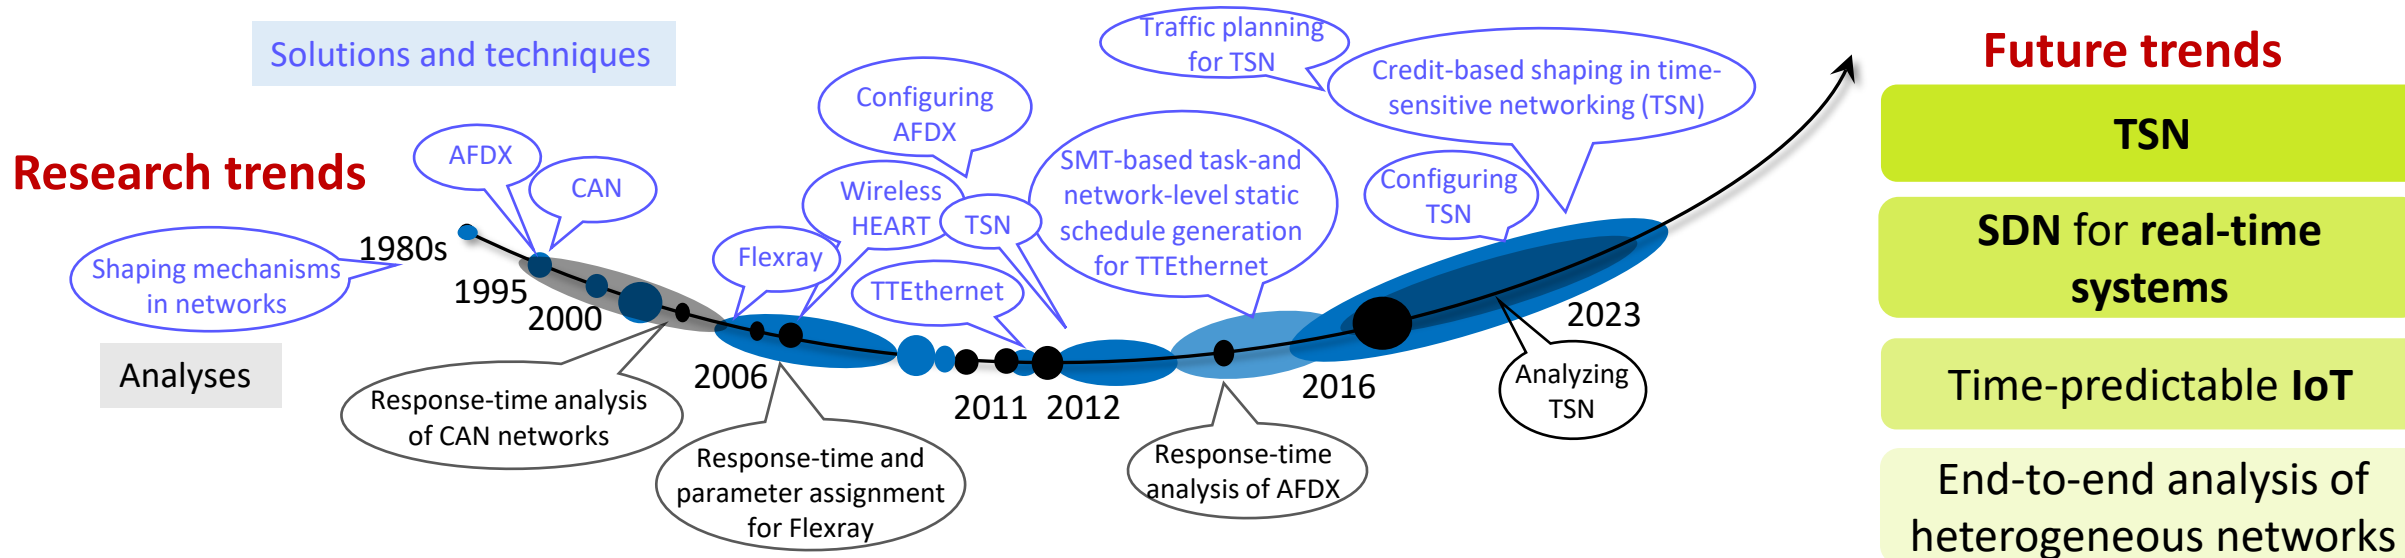 Solutions and techniques
Research trends
Analyses
Shaping mechanisms
in networks
1980s
AFDX
CAN
1995
2000
Response-time analysis
of CAN networks
Flexray
Wireless
HEART
2006
Response-time and
parameter assignment
for Flexray
Configuring
AFDX
TTEthernet
TSN
2011
2012
SMT-based task-and
network-level static
schedule generation
for TTEthernet
Response-time
analysis of AFDX
Traffic planning
for TSN
Credit-based shaping in time-
sensitive networking (TSN)
Configuring
TSN
2016
Analyzing
TSN
2023
Future trends
TSN
SDN for real-time
systems
Time-predictable IoT
End-to-end analysis of
heterogeneous networks